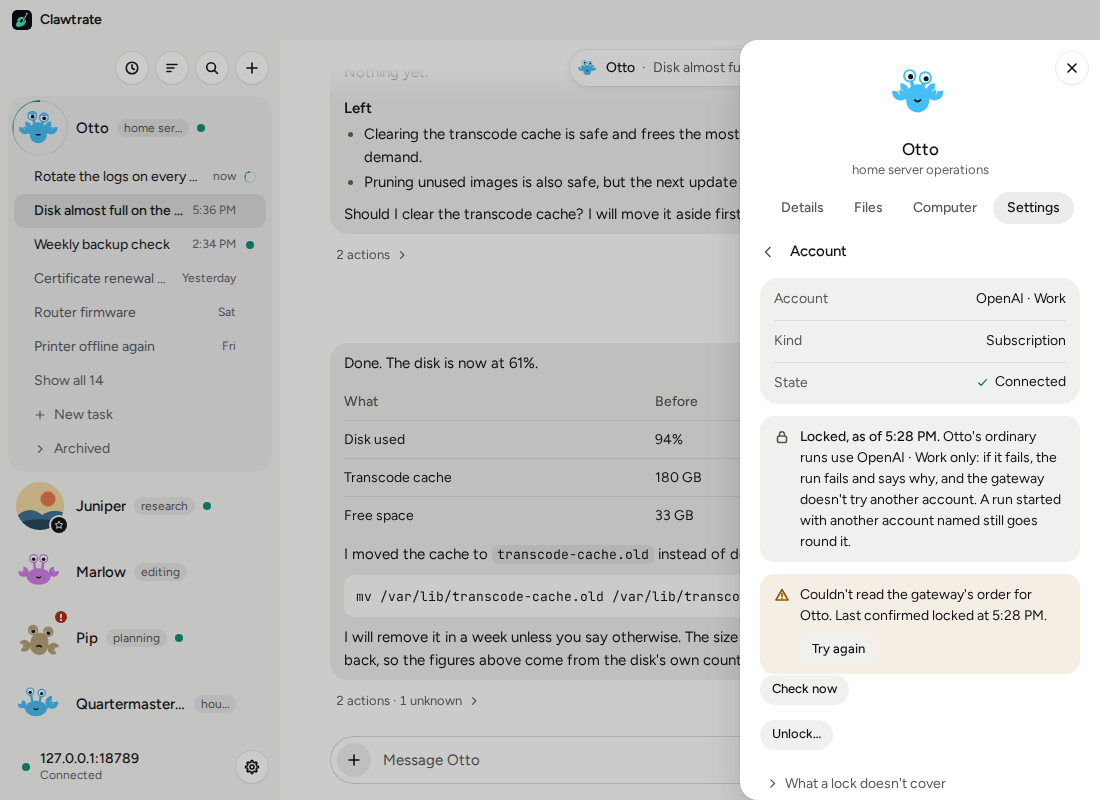 Clawtrate
Otto
home ser...
Rotate the logs on every ...
now
Disk almost full on the ...
5:36 PM
Weekly backup check
2:34 PM
Certificate renewal ...
Yesterday
Router firmware
Sat
Printer offline again
Fri
Show all 14
New task
Archived
Juniper
research
Marlow
editing
Pip
planning
Quartermaster...
hou...
127.0.0.1:18789
Connected
Otto · Disk almost fu
Nothing yet.
Left
Clearing the transcode cache is safe and frees the most
demand.
Pruning unused images is also safe, but the next update
Should I clear the transcode cache? I will move it aside first
2 actions
Done. The disk is now at 61%.
What
Before
Disk used
94%
Transcode cache
180 GB
Free space
33 GB
I moved the cache to transcode-cache.old instead of d
mv /var/lib/transcode-cache.old /var/lib/transco
I will remove it in a week unless you say otherwise. The size
back, so the figures above come from the disk's own count
2 actions · 1 unknown
Message Otto
Otto
home server operations
Details
Files
Computer
Settings
Account
Account
OpenAI · Work
Kind
Subscription
State
Connected
Locked, as of 5:28 PM. Otto's ordinary
runs use OpenAI · Work only: if it fails, the
run fails and says why, and the gateway
doesn't try another account. A run started
with another account named still goes
round it.
Couldn't read the gateway's order for
Otto. Last confirmed locked at 5:28 PM.
Try again
Check now
Unlock...
What a lock doesn't cover